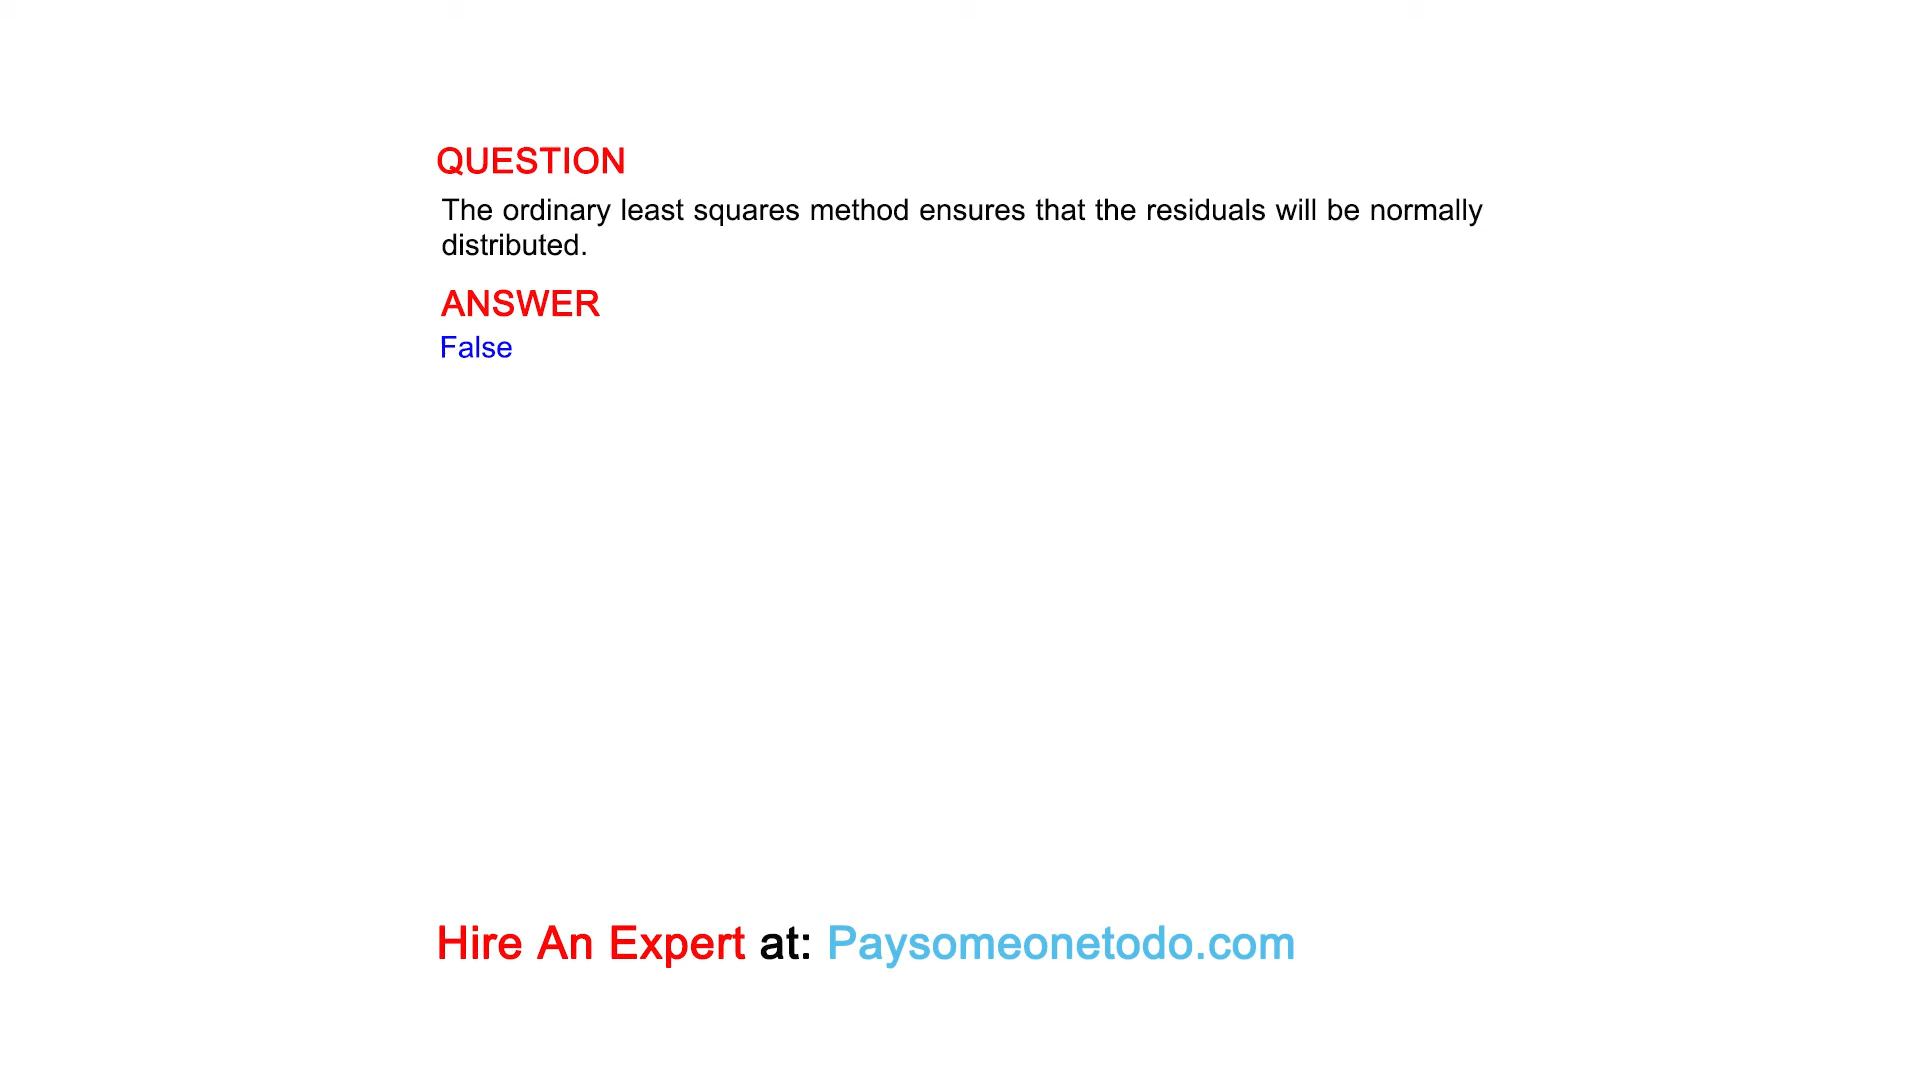 QUESTION
The ordinary least squares method ensures that the residuals will be normally
distributed.
ANSWER
False
Hire An Expert at: Paysomeonetodo.com